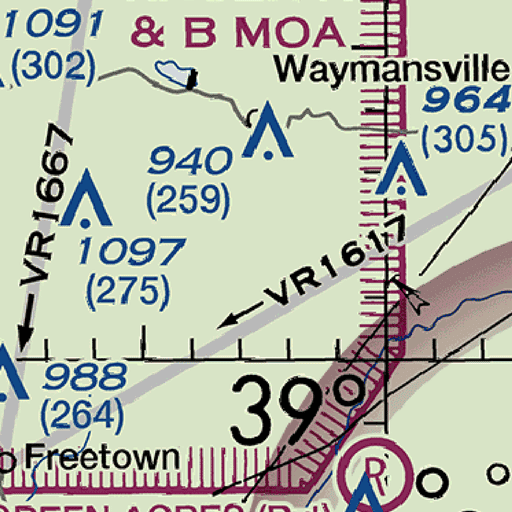 1091
(302)
& B MOA
Waymansville
964
(305)
940
(259)
VR1667
1097
(275)
VR1617
988
(264)
39°
Freetown
R